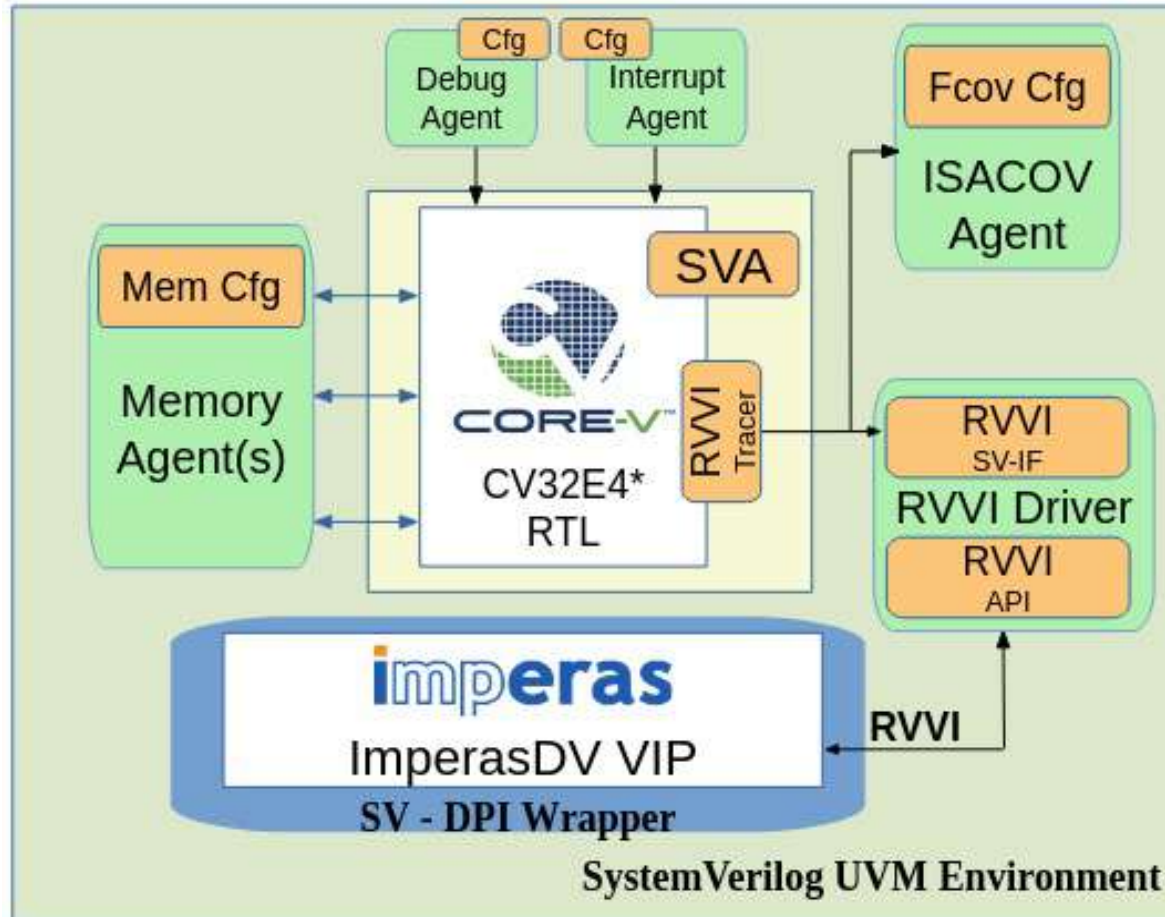 Cfg
Debug
Agent
Cfg
Interrupt
Agent
Fcov Cfg
ISACOV
Agent
Mem Cfg
Memory
Agent(s)
SVA
CORE-V™
CV32E4*
RTL
RVVI
Tracer
RVVI
SV-IF
RVVI Driver
RVVI
API
imperas
ImperasDV VIP
SV - DPI Wrapper
RVVI
SystemVerilog UVM Environment